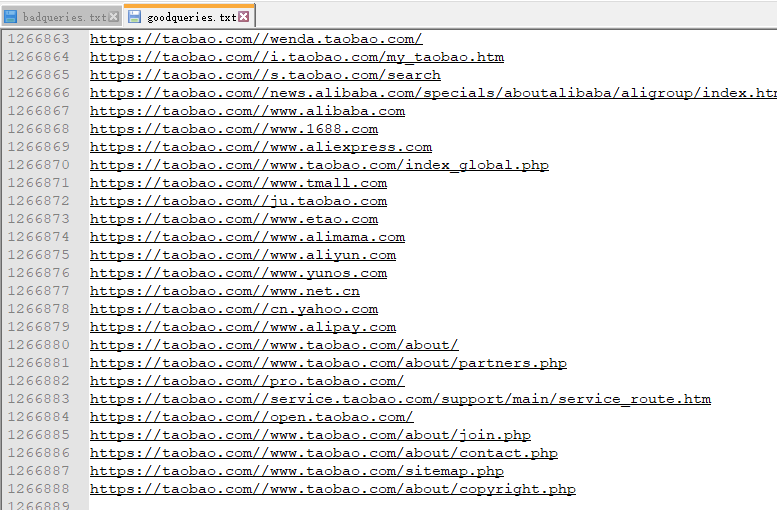 badqueries.txt goodqueries.txt
1266863 https://taobao.com//wenda.taobao.com/
1266864 https://taobao.com//i.taobao.com/my_taobao.htm
1266865 https://taobao.com//s.taobao.com/search
1266866 https://taobao.com//news.alibaba.com/specials/aboutalibaba/aligroup/index.htm
1266867 https://taobao.com//www.alibaba.com
1266868 https://taobao.com//www.1688.com
1266869 https://taobao.com//www.aliexpress.com
1266870 https://taobao.com//www.taobao.com/index_global.php
1266871 https://taobao.com//www.tmall.com
1266872 https://taobao.com//ju.taobao.com
1266873 https://taobao.com//www.etao.com
1266874 https://taobao.com//www.alimama.com
1266875 https://taobao.com//www.aliyun.com
1266876 https://taobao.com//www.yunos.com
1266877 https://taobao.com//www.net.cn
1266878 https://taobao.com//cn.yahoo.com
1266879 https://taobao.com//www.alipay.com
1266880 https://taobao.com//www.taobao.com/about/
1266881 https://taobao.com//www.taobao.com/about/partners.php
1266882 https://taobao.com//pro.taobao.com/
1266883 https://taobao.com//service.taobao.com/support/main/service_route.htm
1266884 https://taobao.com//open.taobao.com/
1266885 https://taobao.com//www.taobao.com/about/join.php
1266886 https://taobao.com//www.taobao.com/about/contact.php
1266887 https://taobao.com//www.taobao.com/sitemap.php
1266888 https://taobao.com//www.taobao.com/about/copyright.php
1266889